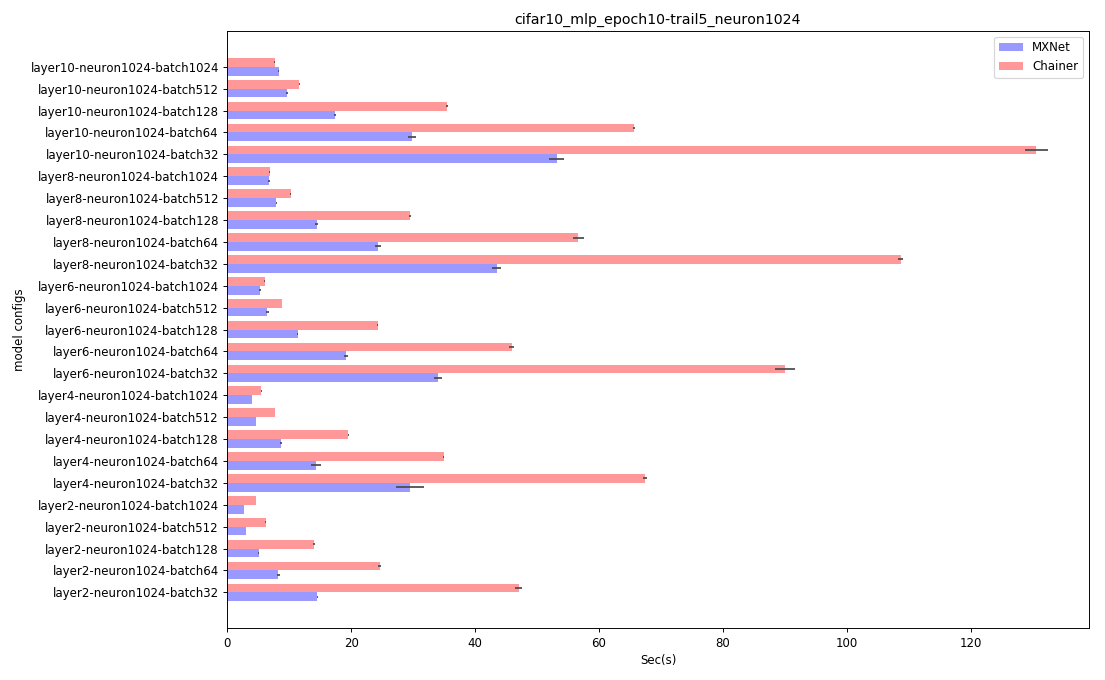 cifar10_mlp_epoch10-trail5_neuron1024
MXNet
Chainer
model configs
layer10-neuron1024-batch1024
layer10-neuron1024-batch512
layer10-neuron1024-batch128
layer10-neuron1024-batch64
layer10-neuron1024-batch32
layer8-neuron1024-batch1024
layer8-neuron1024-batch512
layer8-neuron1024-batch128
layer8-neuron1024-batch64
layer8-neuron1024-batch32
layer6-neuron1024-batch1024
layer6-neuron1024-batch512
layer6-neuron1024-batch128
layer6-neuron1024-batch64
layer6-neuron1024-batch32
layer4-neuron1024-batch1024
layer4-neuron1024-batch512
layer4-neuron1024-batch128
layer4-neuron1024-batch64
layer4-neuron1024-batch32
layer2-neuron1024-batch1024
layer2-neuron1024-batch512
layer2-neuron1024-batch128
layer2-neuron1024-batch64
layer2-neuron1024-batch32
0 20 40 60 80 100 120
Sec(s)